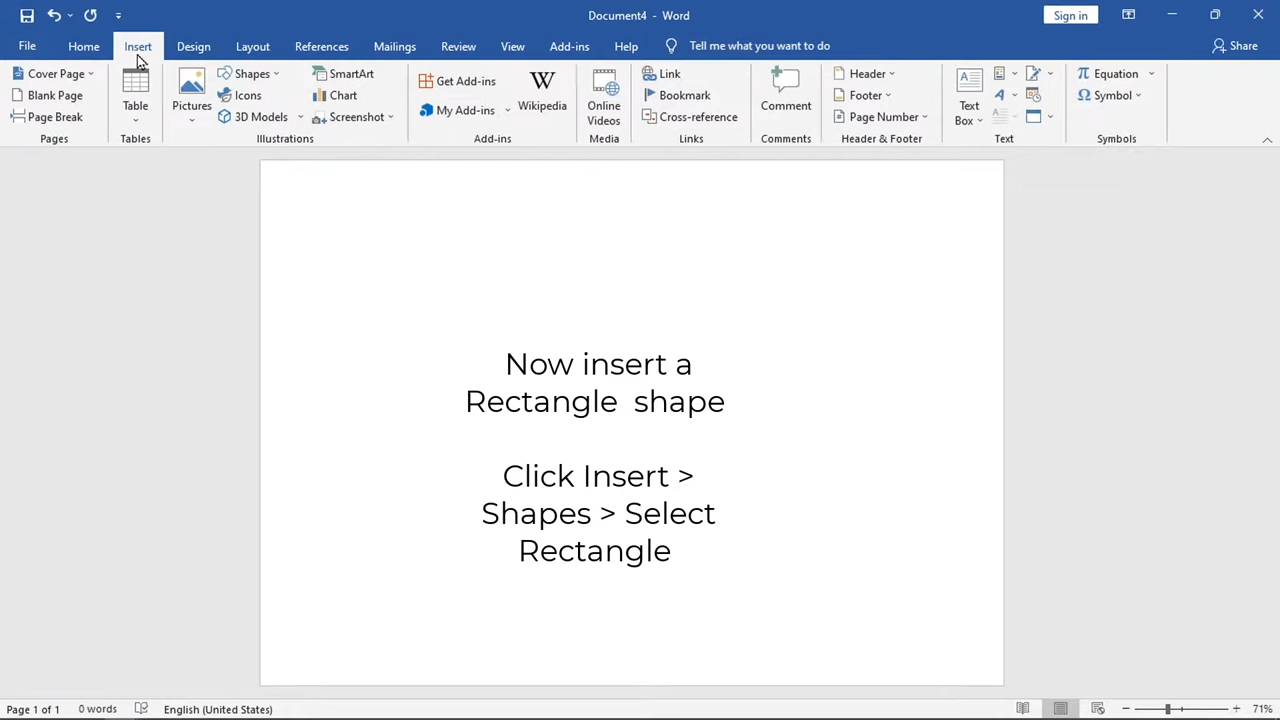 Document4 - Word
Sign in
File Home Insert Design Layout References Mailings Review View Add-ins Help Tell me what you want to do Share
Cover Page
Blank Page
Page Break
Pages
Table
Tables
Pictures
Shapes
Icons
3D Models
SmartArt
Chart
Screenshot
Illustrations
Get Add-ins
My Add-ins
W
Wikipedia
Add-ins
Online
Videos
Media
Link
Bookmark
Cross-reference
Links
Comment
Comments
Header
Footer
Page Number
Header & Footer
Text
Box
Text
π Equation
Ω Symbol
Symbols
Now insert a
Rectangle shape
Click Insert >
Shapes > Select
Rectangle
Page 1 of 1 0 words English (United States) 71%